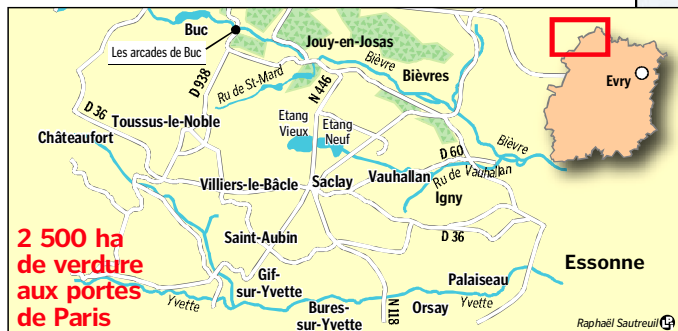 Buc
Les arcades de Buc
Jouy-en-Josas
Bièvre
Bièvres
Evry
D 938
Ru de St-Mard
N 446
D 36
Toussus-le-Noble
Châteaufort
Etang
Vieux
Etang
Neuf
Bièvre
D 60
Ru de Vauhallan
Villiers-le-Bâcle
Saclay
Vauhallan
Igny
Saint-Aubin
D 36
2 500 ha
de verdure
aux portes
de Paris
Gif-
sur-Yvette
Essonne
Palaiseau
Yvette
Bures-
sur-Yvette
N 118
Orsay
Yvette
Raphaël Sautreuil